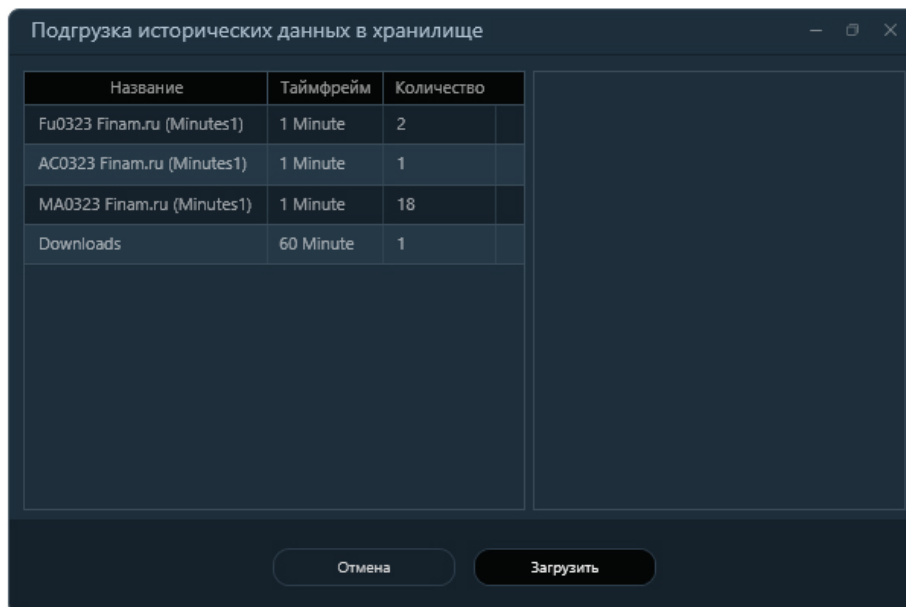 Подгрузка исторических данных в хранилище
Название Таймфрейм Количество
Fu0323 Finam.ru (Minutes1) 1 Minute 2
AC0323 Finam.ru (Minutes1) 1 Minute 1
MA0323 Finam.ru (Minutes1) 1 Minute 18
Downloads 60 Minute 1
Отмена Загрузить